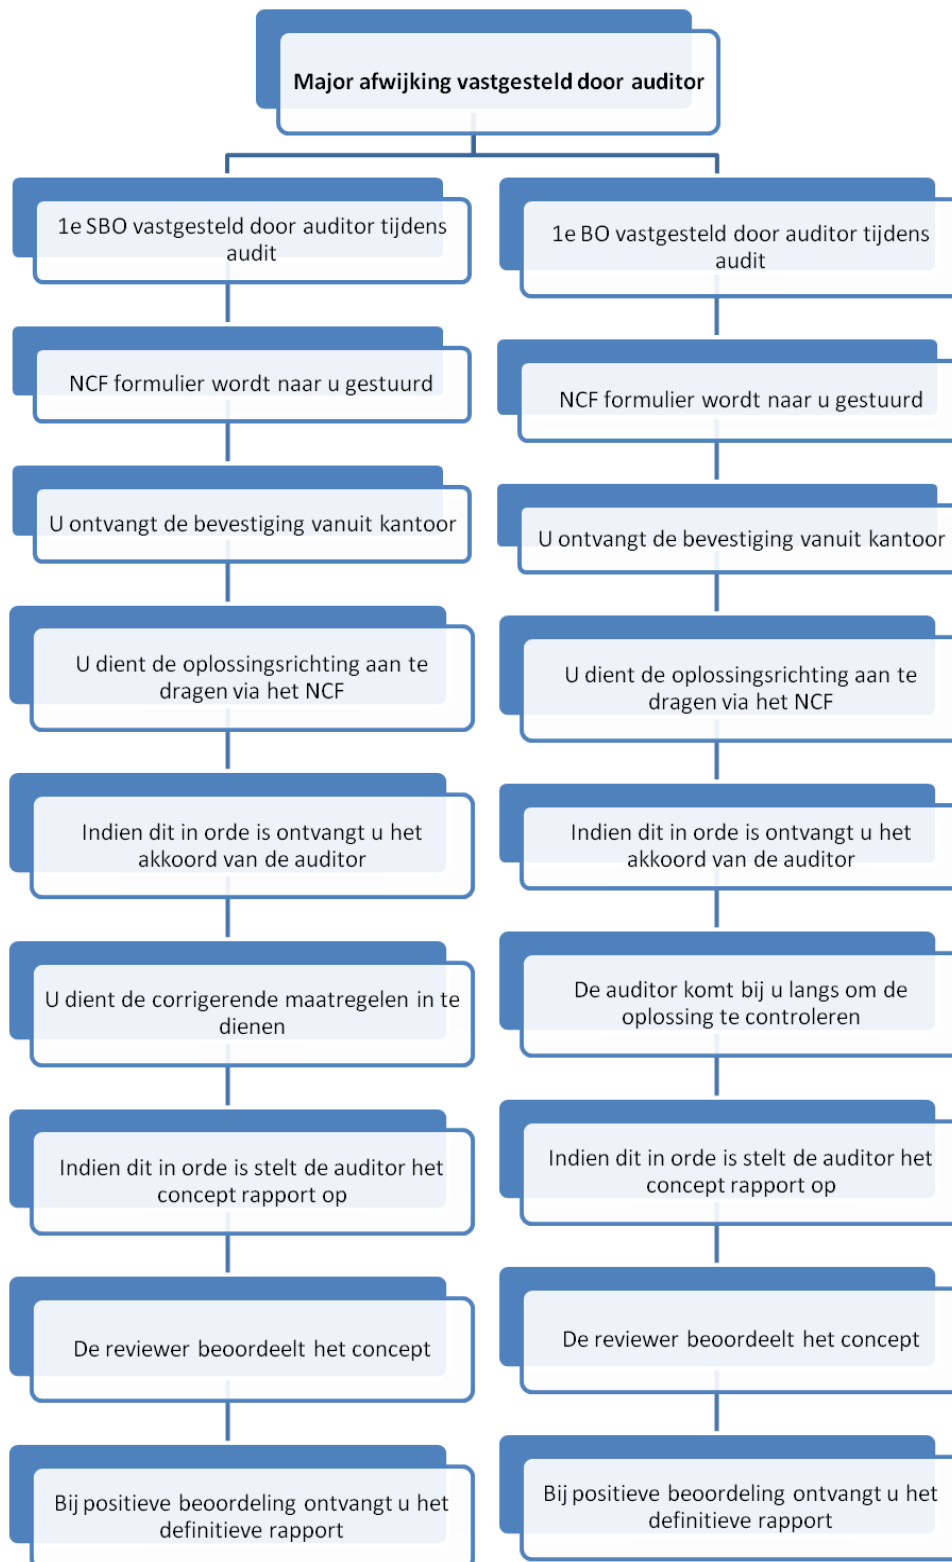 Major afwijking vastgesteld door auditor
1e SBO vastgesteld door auditor tijdens
audit
NCF formulier wordt naar u gestuurd
U ontvangt de bevestiging vanuit kantoor
U dient de oplossingsrichting aan te
dragen via het NCF
Indien dit in orde is ontvangt u het
akkoord van de auditor
U dient de corrigerende maatregelen in te
dienen
Indien dit in orde is stelt de auditor het
concept rapport op
De reviewer beoordeelt het concept
Bij positieve beoordeling ontvangt u het
definitieve rapport
1e BO vastgesteld door auditor tijdens
audit
NCF formulier wordt naar u gestuurd
U ontvangt de bevestiging vanuit kantoor
U dient de oplossingsrichting aan te
dragen via het NCF
Indien dit in orde is ontvangt u het
akkoord van de auditor
De auditor komt bij u langs om de
oplossing te controleren
Indien dit in orde is stelt de auditor het
concept rapport op
De reviewer beoordeelt het concept
Bij positieve beoordeling ontvangt u het
definitieve rapport